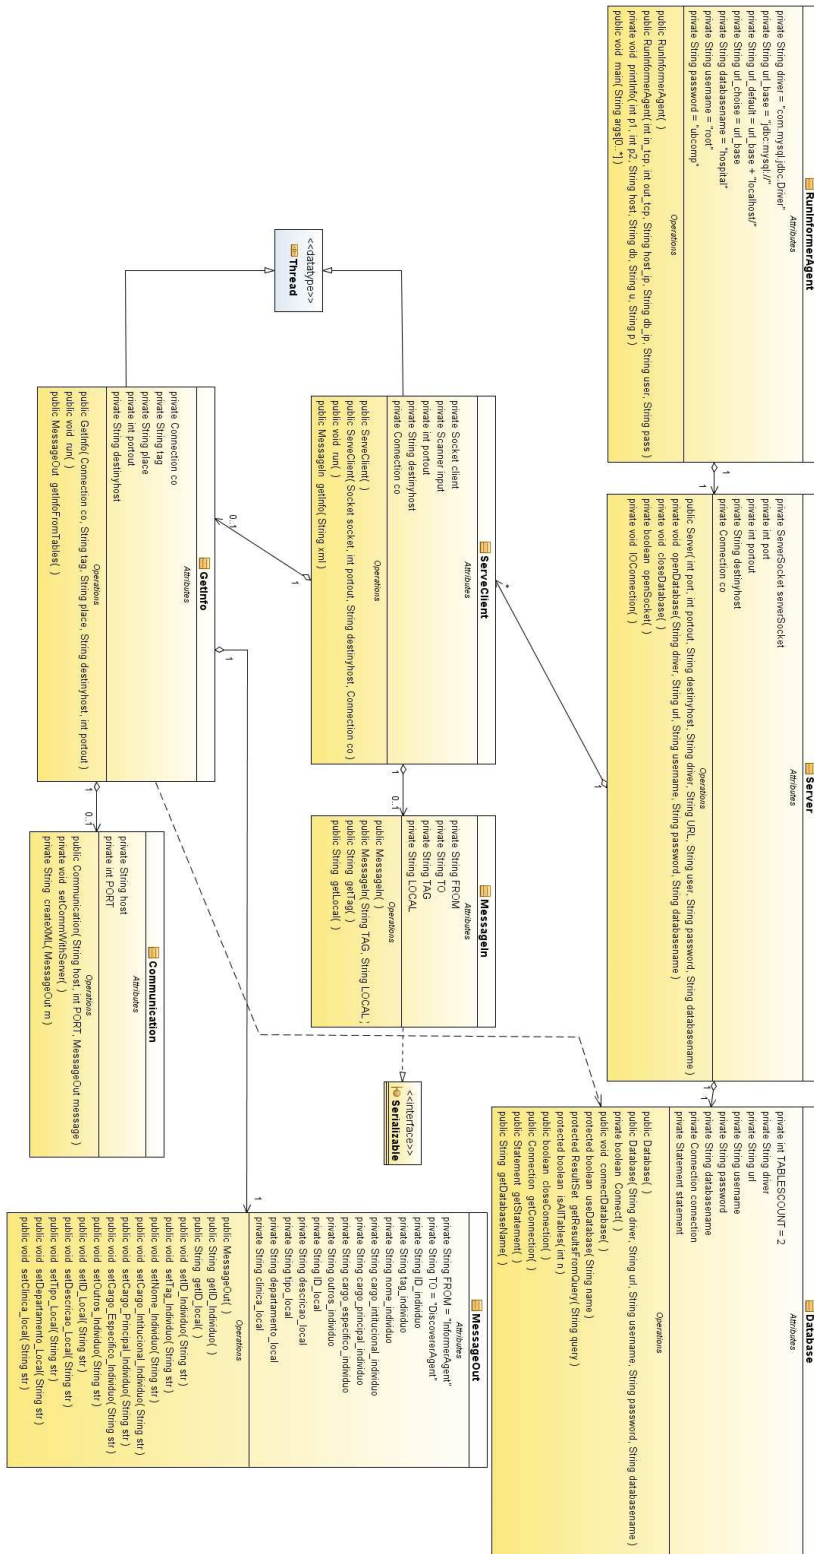 RunInformerAgent
Attributes
private String driver = "com.mysql.jdbc.Driver"
private String url_base = "jdbc:mysql://"
private String url_default = url_base + "localhost/"
private String url_choise = url_base
private String databasename = "hospital"
private String username = "root"
private String password = "ubcomp"
Operations
public RunInformerAgent( )
public RunInformerAgent( int in_tcp, int out_tcp, String host_ip, String db_ip, String user, String pass )
private void printInfo( int p1, int p2, String host, String db, String u, String p )
public void main( String args[0..*] )
1
1
Server
Attributes
private ServerSocket serverSocket
private int port
private int portout
private String destinyhost
private Connection co
Operations
public Server( int port, int portout, String destinyhost, String driver, String URL, String user, String password, String databasename )
private void openDatabase( String driver, String url, String username, String password, String databasename )
private void closeDatabase( )
private boolean openSocket( )
private void IOConnection( )
1
1
Database
Attributes
private int TABLESCOUNT = 2
private String driver
private String url
private String username
private String password
private String databasename
private Connection connection
private Statement statement
Operations
public Database( )
public Database( String driver, String url, String username, String password, String databasename )
private boolean Connect( )
public void connectDatabase( )
protected boolean useDatabase( String name )
protected ResultSet getResultsFromQuery( String query )
protected boolean isAllTables( int n )
public boolean closeConection( )
public Connection getConnection( )
public Statement getStatement( )
public String getDatabaseName( )
1
*
<<datatype>>
Thread
ServeClient
Attributes
private Socket client
private Scanner input
private int portout
private String destinyhost
private Connection co
Operations
public ServeClient( )
public ServeClient( Socket socket, int portout, String destinyhost, Connection co )
public void run( )
public MessageIn getInfo( String xml )
1
0..1
MessageIn
Attributes
private String FROM
private String TO
private String TAG
private String LOCAL
Operations
public MessageIn( )
public MessageIn( String TAG, String LOCAL )
public String getTag( )
public String getLocal( )
<<interface>>
Serializable
1
0..1
GetInfo
Attributes
private Connection co
private String tag
private String place
private int portout
private String destinyhost
Operations
public GetInfo( Connection co, String tag, String place, String destinyhost, int portout )
public void run( )
public MessageOut getInfoFromTables( )
1
1
1
0..1
Communication
Attributes
private String host
private int PORT
Operations
public Communication( String host, int PORT, MessageOut message )
private void setCommWithServer( )
private String createXML( MessageOut m )
MessageOut
Attributes
private String FROM = "InformerAgent"
private String TO = "DiscovererAgent"
private String ID_individuo
private String tag_individuo
private String nome_individuo
private String cargo_intitucional_individuo
private String cargo_principal_individuo
private String cargo_especifico_individuo
private String outros_individuo
private String ID_local
private String descricao_local
private String tipo_local
private String departamento_local
private String clinica_local
Operations
public MessageOut( )
public String getID_Individuo( )
public String getID_local( )
public void setID_Individuo( String str )
public void setTag_Individuo( String str )
public void setNome_Individuo( String str )
public void setCargo_Intitucional_Individuo( String str )
public void setCargo_Principal_Individuo( String str )
public void setCargo_Especifico_Individuo( String str )
public void setOutros_Individuo( String str )
public void setID_Local( String str )
public void setDescricao_Local( String str )
public void setTipo_Local( String str )
public void setDepartamento_Local( String str )
public void setClinica_local( String str )